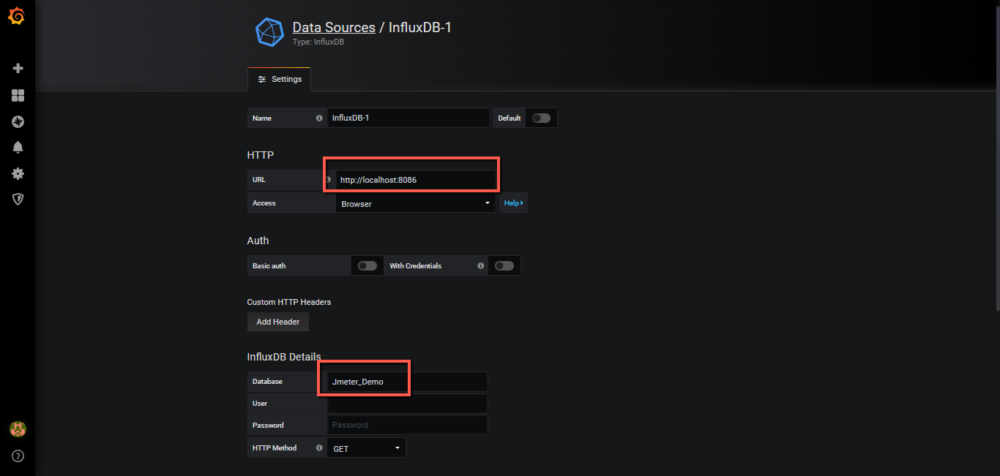 Data Sources / InfluxDB-1
Type: InfluxDB
Settings
Name InfluxDB-1 Default
HTTP
URL http://localhost:8086
Access Browser Help
Auth
Basic auth With Credentials
Custom HTTP Headers
Add Header
InfluxDB Details
Database Jmeter_Demo
User
Password Password
HTTP Method GET